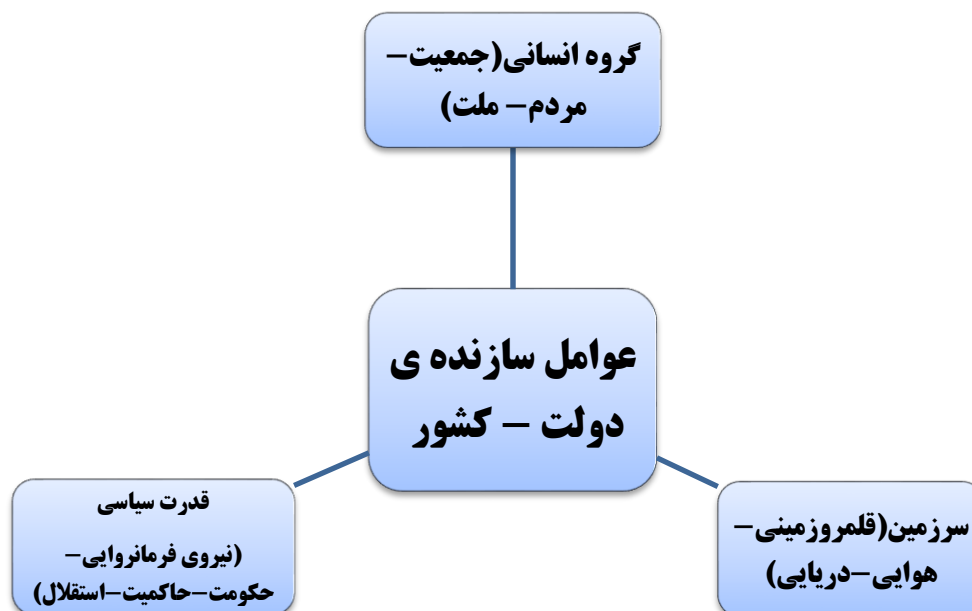 گروه انسانی(جمعیت–
مردم– ملت)
عوامل سازنده ی
دولت – کشور
سرزمین(قلمروزمینی–
هوایی–دریایی)
قدرت سیاسی
(نیروی فرمانروایی–
حکومت–حاکمیت–استقلال)